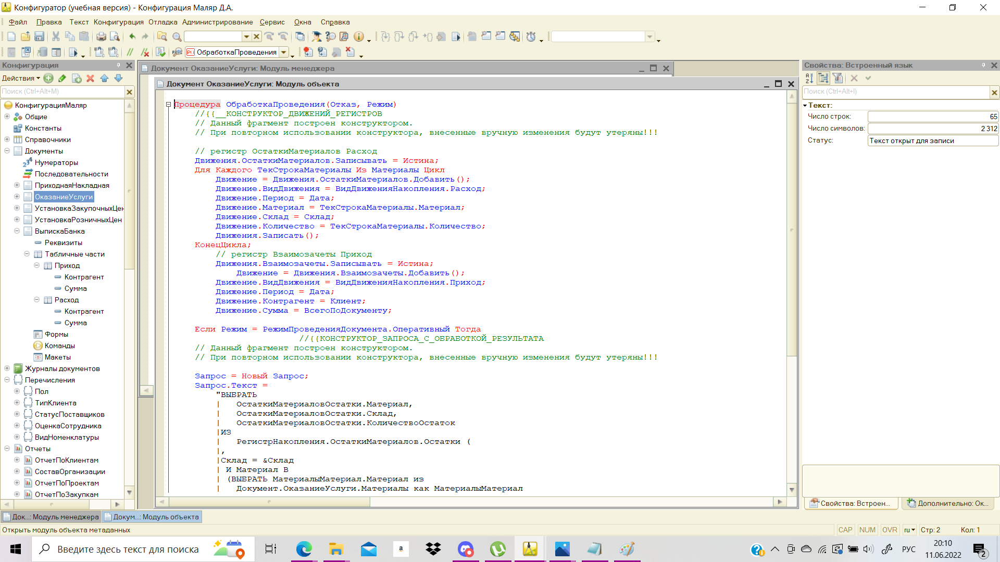 Конфигуратор (учебная версия) - Конфигурация Маляр Д.А.
Файл Правка Текст Конфигурация Отладка Администрирование Сервис Окна Справка
ОбработкаПроведения
Конфигурация
Действия
Поиск (Ctrl+Alt+M)
КонфигурацияМаляр
Общие
Константы
Справочники
Документы
Нумераторы
Последовательности
ПриходнаяНакладная
ОказаниеУслуги
УстановкаЗакупочныхЦен
УстановкаРозничныхЦен
ВыпискаБанка
Реквизиты
Табличные части
Приход
Контрагент
Сумма
Расход
Контрагент
Сумма
Формы
Команды
Макеты
Журналы документов
Перечисления
Пол
ТипКлиента
СтатусПоставщиков
ОценкаСотрудника
ВидНоменклатуры
Отчеты
ОтчетПоКлиентам
СоставОрганизации
ОтчетПоПроектам
ОтчетПоЗакупкам
Документ ОказаниеУслуги: Модуль менеджера
Документ ОказаниеУслуги: Модуль объекта
Процедура ОбработкаПроведения(Отказ, Режим)
//{{__КОНСТРУКТОР_ДВИЖЕНИЙ_РЕГИСТРОВ
// Данный фрагмент построен конструктором.
// При повторном использовании конструктора, внесенные вручную изменения будут утеряны!!!
// регистр ОстаткиМатериалов Расход
Движения.ОстаткиМатериалов.Записывать = Истина;
Для Каждого ТекСтрокаМатериалы Из Материалы Цикл
Движение = Движения.ОстаткиМатериалов.Добавить();
Движение.ВидДвижения = ВидДвиженияНакопления.Расход;
Движение.Период = Дата;
Движение.Материал = ТекСтрокаМатериалы.Материал;
Движение.Склад = Склад;
Движение.Количество = ТекСтрокаМатериалы.Количество;
Движения.Записать();
КонецЦикла;
// регистр Взаимозачеты Приход
Движения.Взаимозачеты.Записывать = Истина;
Движение = Движения.Взаимозачеты.Добавить();
Движение.ВидДвижения = ВидДвиженияНакопления.Приход;
Движение.Период = Дата;
Движение.Контрагент = Клиент;
Движение.Сумма = ВсегоПоДокументу;
Если Режим = РежимПроведенияДокумента.Оперативный Тогда
//{{КОНСТРУКТОР_ЗАПРОСА_С_ОБРАБОТКОЙ_РЕЗУЛЬТАТА
// Данный фрагмент построен конструктором.
// При повторном использовании конструктора, внесенные вручную изменения будут утеряны!!!
Запрос = Новый Запрос;
Запрос.Текст =
"ВЫБРАТЬ
| ОстаткиМатериаловОстатки.Материал,
| ОстаткиМатериаловОстатки.Склад,
| ОстаткиМатериаловОстатки.КоличествоОстаток
|ИЗ
| РегистрНакопления.ОстаткиМатериалов.Остатки (
|,
|Склад = &Склад
| И Материал В
| (ВЫБРАТЬ МатериалыМатериал.Материал из
| Документ.ОказаниеУслуги.Материалы как МатериалыМатериал
Свойства: Встроенный язык
Поиск (Ctrl+Alt+I)
Текст:
Число строк: 65
Число символов: 2 312
Статус: Текст открыт для записи
Свойства: Встроен...
Дополнительно: Ок...
Док...: Модуль менеджера
Докум...: Модуль объекта
Открыть модуль объекта метаданных
CAP NUM OVR ru Стр: 2 Кол: 1
Введите здесь текст для поиска
a
РУС
20:10
11.06.2022
2